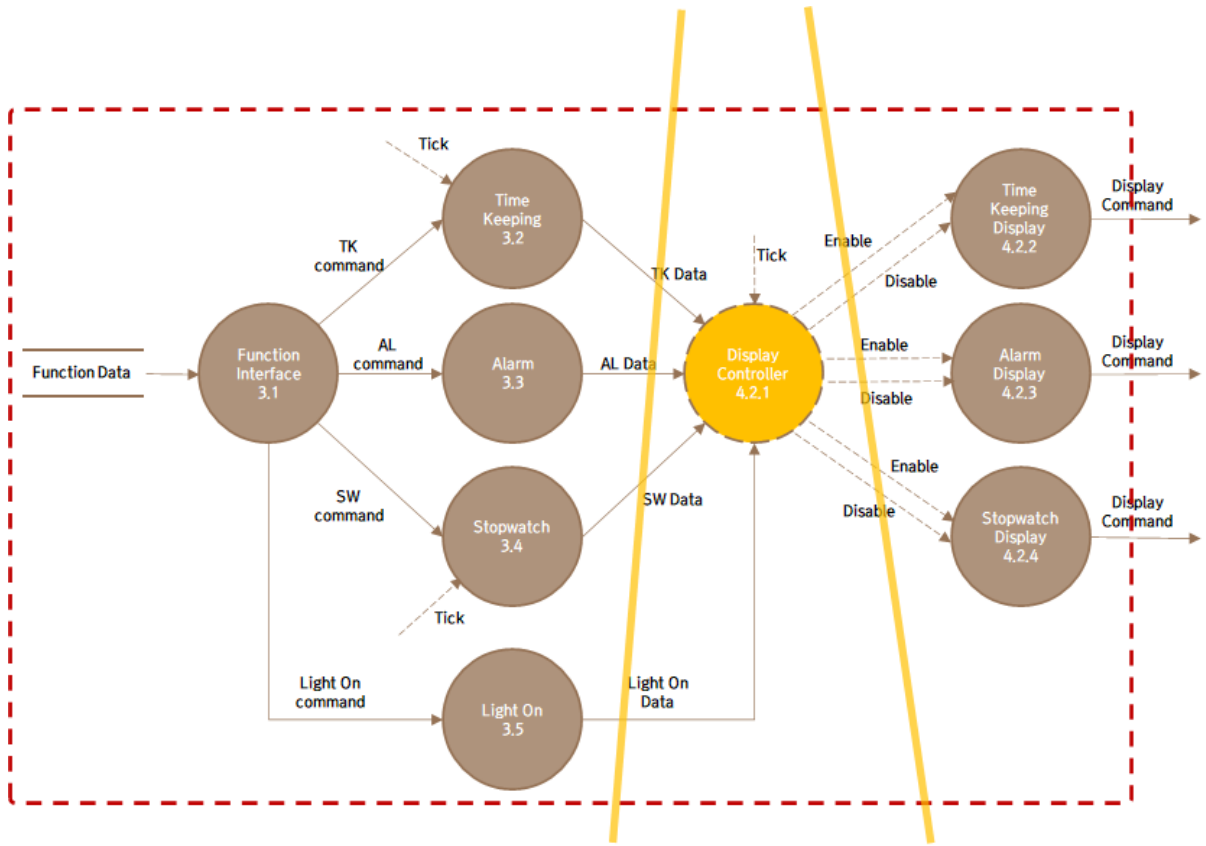 Tick
Time
Keeping
3.2
TK
command
TK Data
Tick
Enable
Disable
Time
Keeping
Display
4.2.2
Display
Command
Function Data
Function
Interface
3.1
AL
command
Alarm
3.3
AL Data
Display
Controller
4.2.1
Enable
Disable
Alarm
Display
4.2.3
Display
Command
SW
command
Stopwatch
3.4
Tick
SW Data
Enable
Disable
Stopwatch
Display
4.2.4
Display
Command
Light On
command
Light On
3.5
Light On
Data